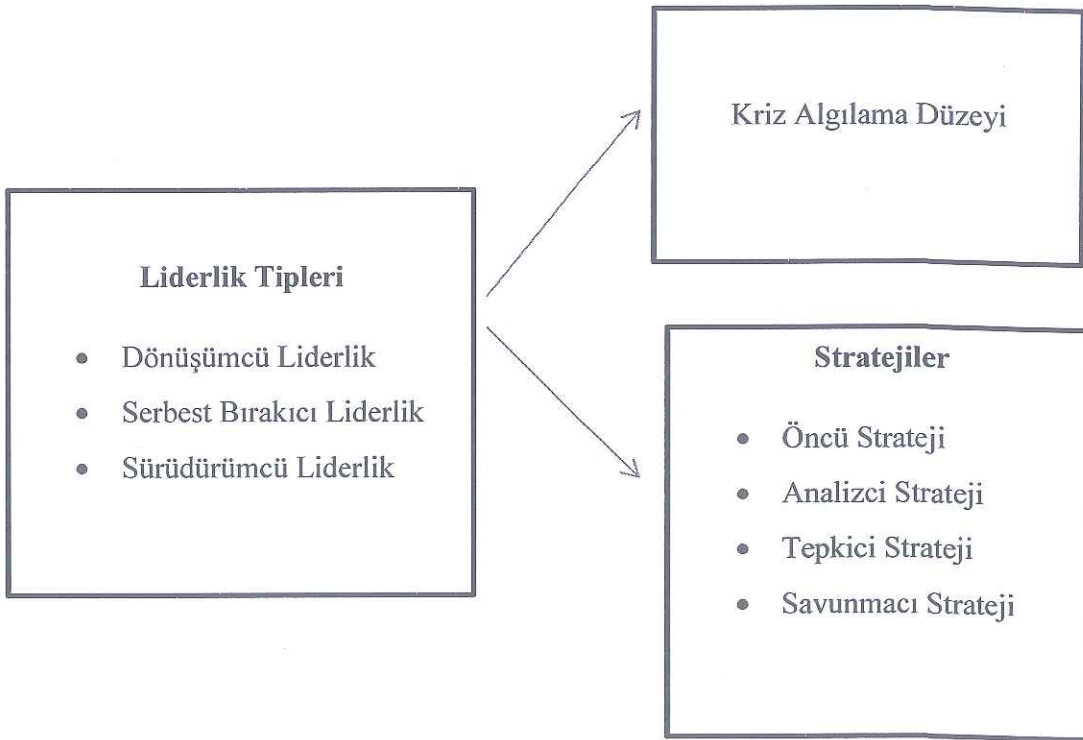 Kriz Algılama Düzeyi
Liderlik Tipleri
• Dönüşümcü Liderlik
• Serbest Bırakıcı Liderlik
• Sürüdürümcü Liderlik
Stratejiler
• Öncü Strateji
• Analizci Strateji
• Tepkici Strateji
• Savunmacı Strateji